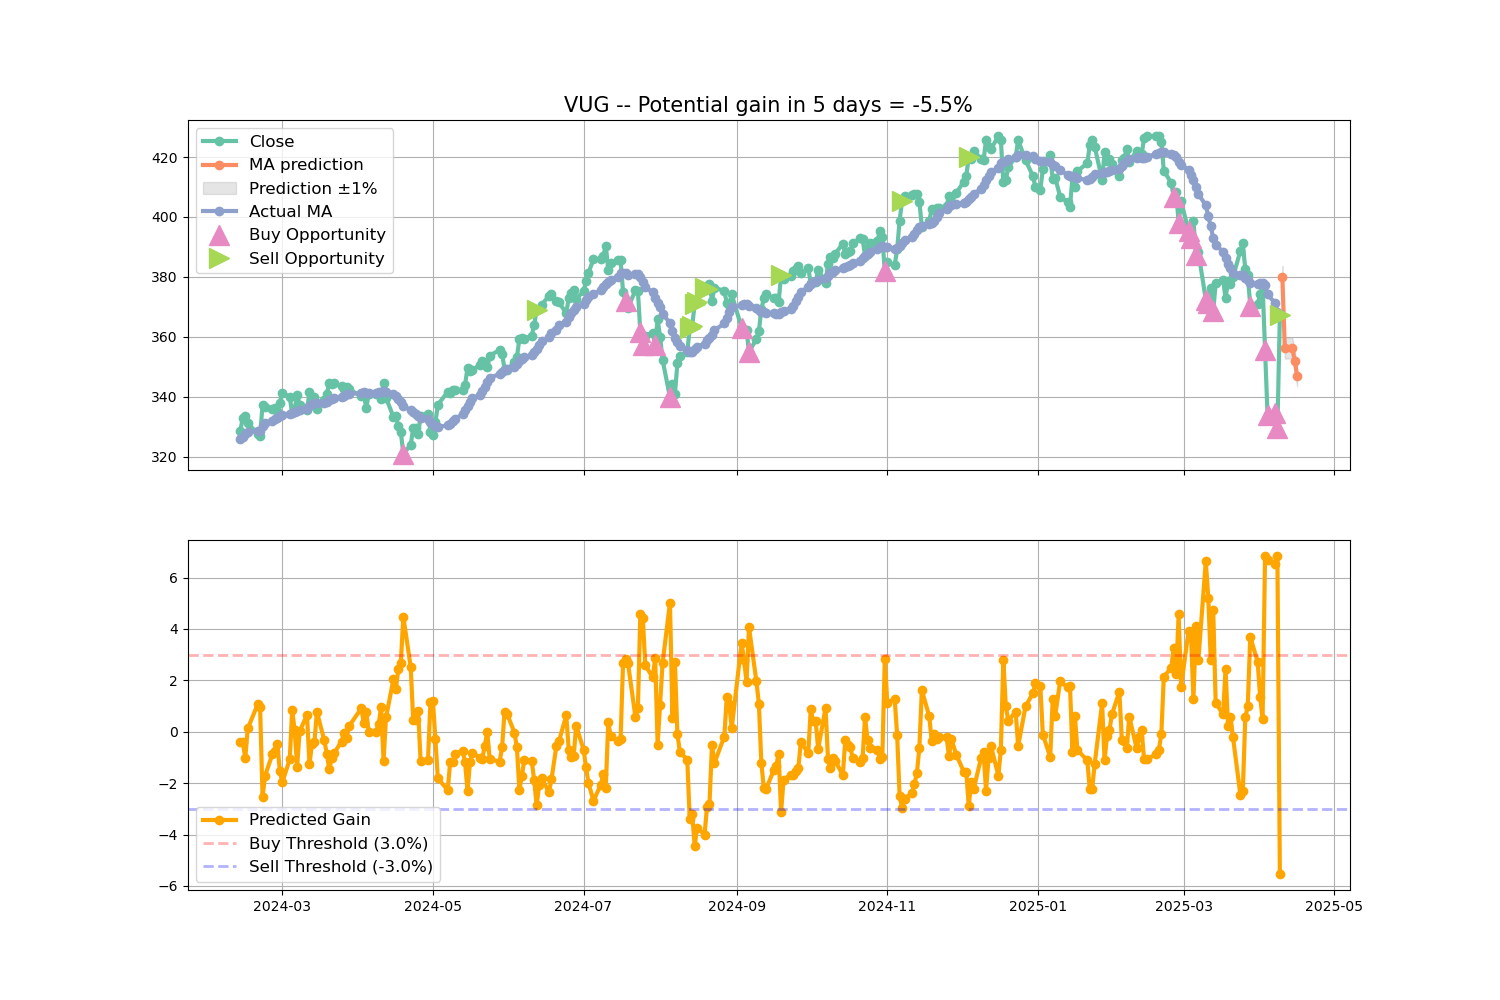 VUG -- Potential gain in 5 days = -5.5%
Close
MA prediction
Prediction ±1%
Actual MA
Buy Opportunity
Sell Opportunity
420
400
380
360
340
320
6
4
2
0
−2
−4
−6
Predicted Gain
Buy Threshold (3.0%)
Sell Threshold (-3.0%)
2024-03 2024-05 2024-07 2024-09 2024-11 2025-01 2025-03 2025-05